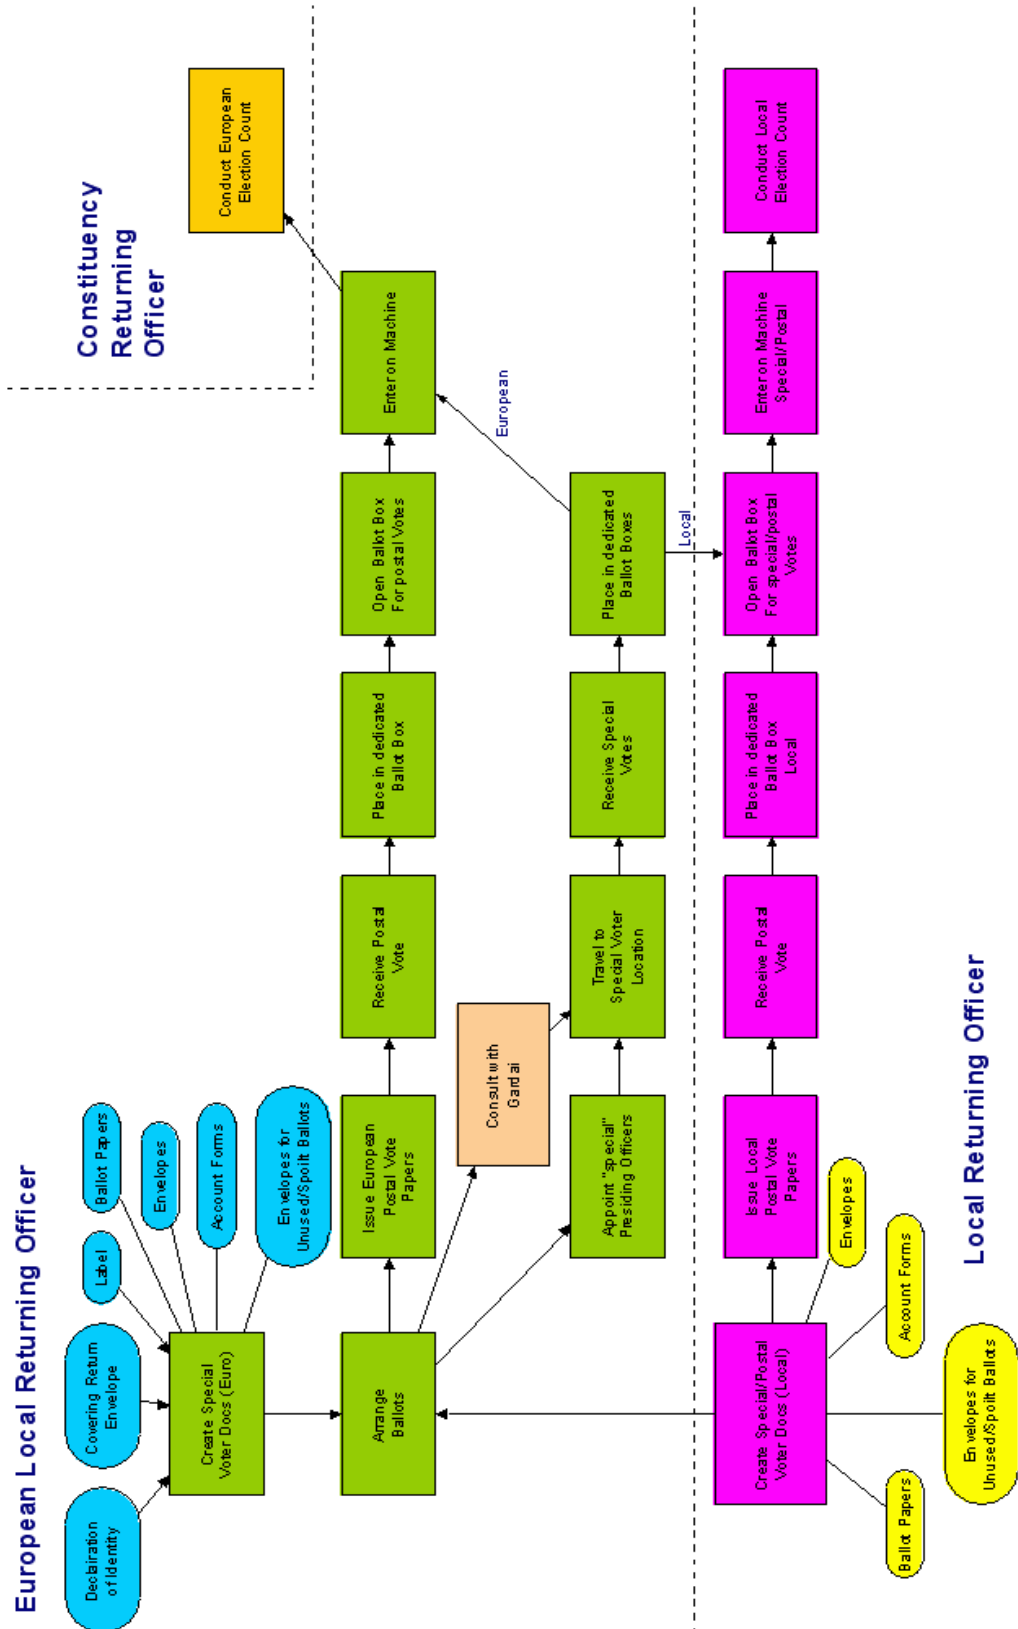 European Local Returning Officer
Constituency
Returning
Officer
Declairation
of Identity
Covering Return
Envelope
Label
Ballot Papers
Envelopes
Account Forms
Envelopes for
Unused/Spoilt Ballots
Create Special
Voter Docs (Euro)
Conduct European
Election Count
Arrange
Ballots
Issue European
Postal Vote
Papers
Receive Postal
Vote
Place in dedicated
Ballot Box
Open Ballot Box
For postal Votes
Enter on Machine
Consult with
Gardai
European
Appoint "special"
Presiding Officers
Travel to
Special Voter
Location
Receive Special
Votes
Place in dedicated
Ballot Boxes
Local
Create Special/Postal
Voter Docs (Local)
Issue Local
Postal Vote
Papers
Receive Postal
Vote
Place in dedicated
Ballot Box
Local
Open Ballot Box
For special/postal
Votes
Enter on Machine
Special/Postal
Conduct Local
Election Count
Ballot Papers
Envelopes for
Unused/Spoilt Ballots
Account Forms
Envelopes
Local Returning Officer